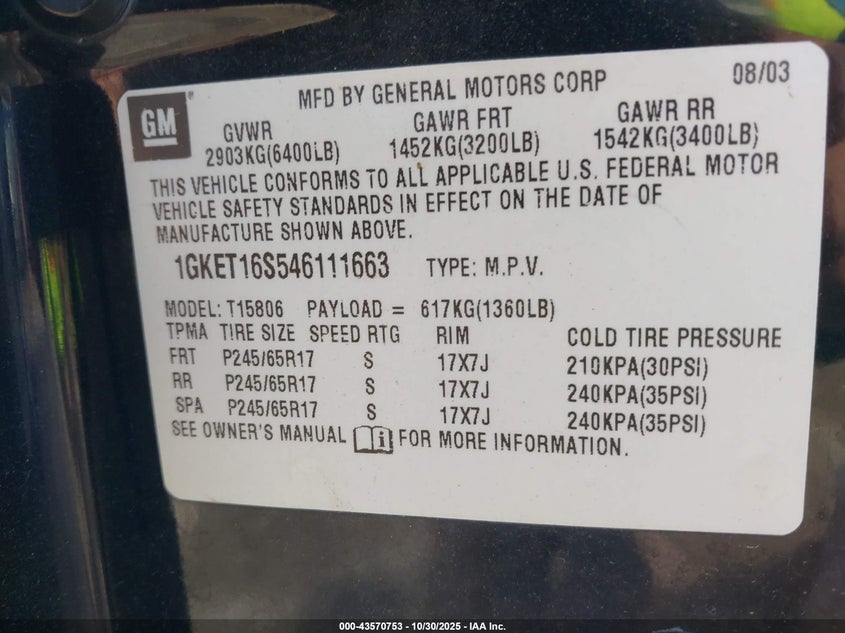 MFD BY GENERAL MOTORS CORP 08/03
GM
GVWR GAWR FRT GAWR RR
2903KG(6400LB) 1452KG(3200LB) 1542KG(3400LB)
THIS VEHICLE CONFORMS TO ALL APPLICABLE U.S. FEDERAL MOTOR
VEHICLE SAFETY STANDARDS IN EFFECT ON THE DATE OF
MANUFACTURE SHOWN ABOVE.
1GKET16S546111663 TYPE: M.P.V.
MODEL: T15806 PAYLOAD = 617KG(1360LB)
TPMA TIRE SIZE SPEED RTG RIM COLD TIRE PRESSURE
FRT P245/65R17 S 17X7J 210KPA(30PSI)
RR P245/65R17 S 17X7J 240KPA(35PSI)
SPA P245/65R17 S 17X7J 240KPA(35PSI)
SEE OWNER'S MANUAL i FOR MORE INFORMATION.
000-43570753 - 10/30/2025 - IAA Inc.